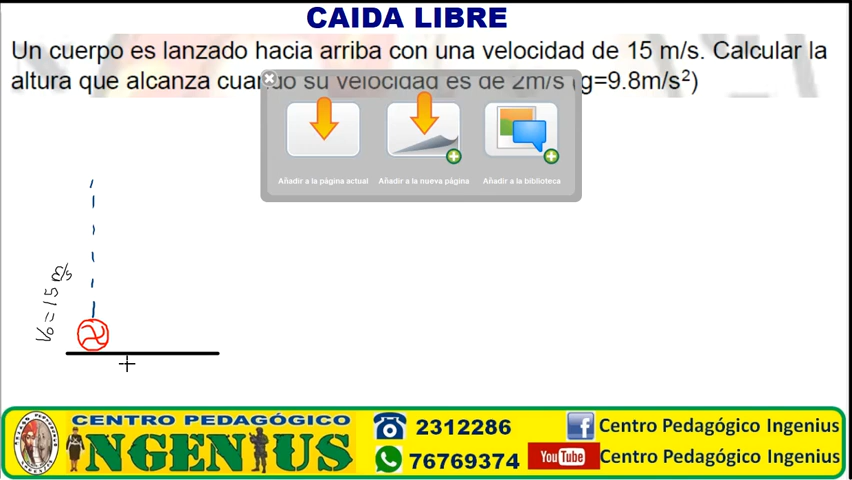 CAIDA LIBRE
Un cuerpo es lanzado hacia arriba con una velocidad de 15 m/s. Calcular la
altura que alcanza cuando su velocidad es de 2m/s (g=9.8m/s²)
Añadir a la página actual
Añadir a la nueva página
Añadir a la biblioteca
V₀ = 15 m/s
CENTRO PEDAGÓGICO
INGENIUS
2312286
76769374
Centro Pedagógico Ingenius
YouTube Centro Pedagógico Ingenius